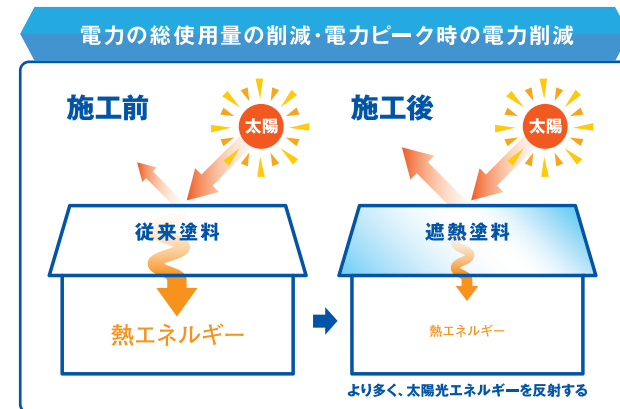 電力の総使用量の削減・電力ピーク時の電力削減
施工前
太陽
従来塗料
熱エネルギー
施工後
太陽
遮熱塗料
熱エネルギー
より多く、太陽光エネルギーを反射する